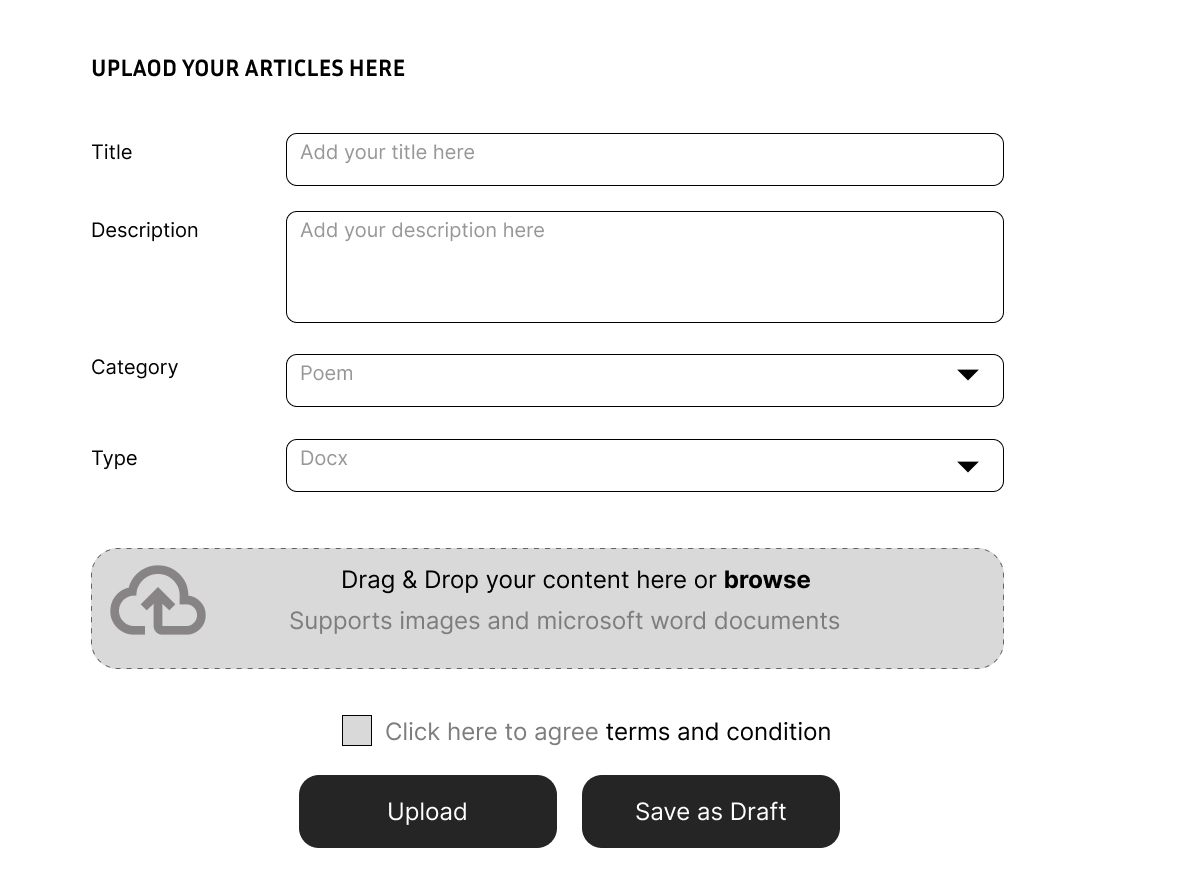 UPLAOD YOUR ARTICLES HERE
Title
Add your title here
Description
Add your description here
Category
Poem
Type
Docx
Drag & Drop your content here or browse
Supports images and microsoft word documents
Click here to agree terms and condition
Upload
Save as Draft